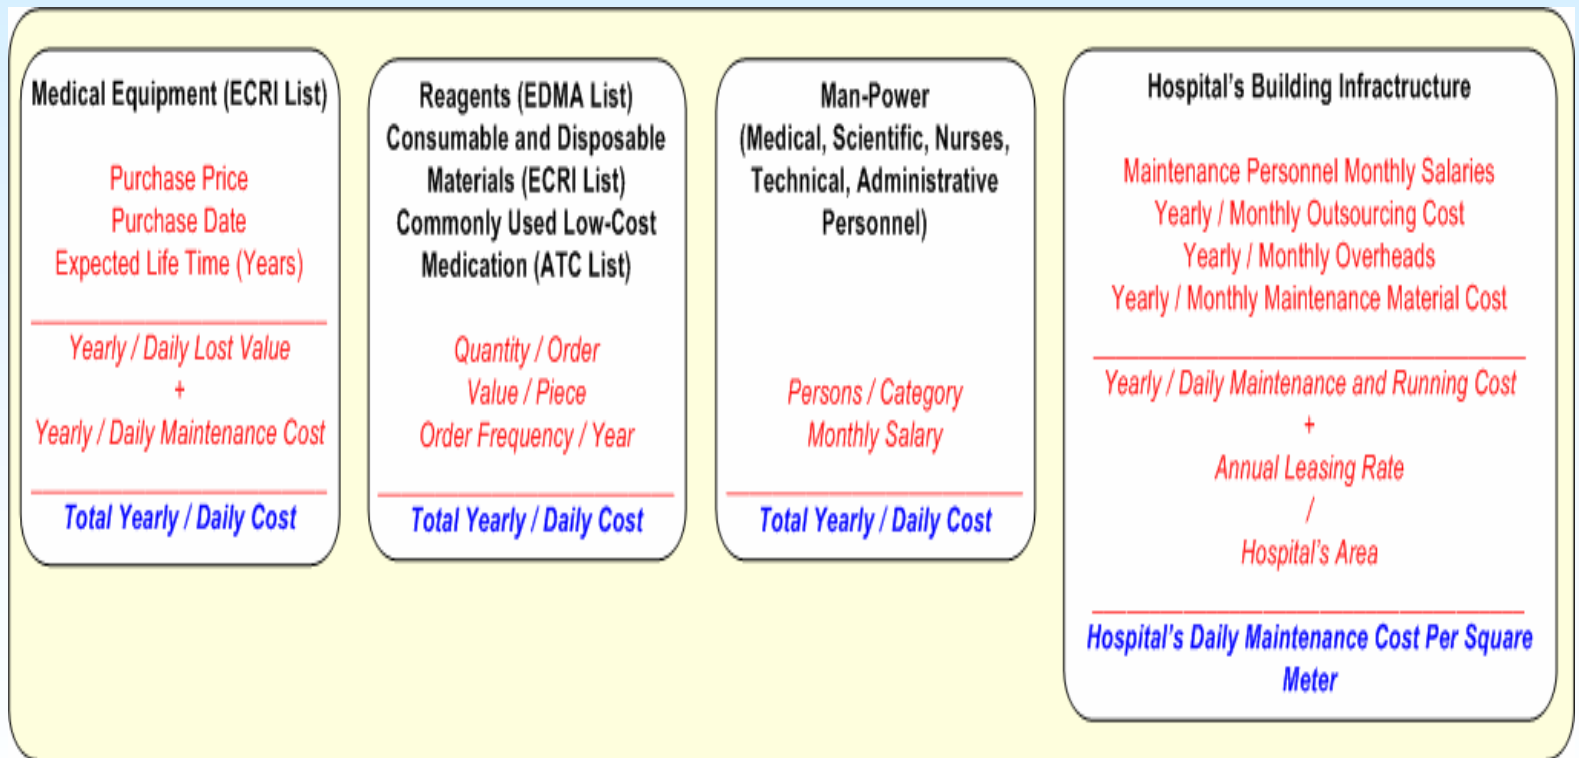 Medical Equipment (ECRI List)
Purchase Price
Purchase Date
Expected Life Time (Years)
Yearly / Daily Lost Value
+
Yearly / Daily Maintenance Cost
Total Yearly / Daily Cost
Reagents (EDMA List)
Consumable and Disposable
Materials (ECRI List)
Commonly Used Low-Cost
Medication (ATC List)
Quantity / Order
Value / Piece
Order Frequency / Year
Total Yearly / Daily Cost
Man-Power
(Medical, Scientific, Nurses,
Technical, Administrative
Personnel)
Persons / Category
Monthly Salary
Total Yearly / Daily Cost
Hospital's Building Infractructure
Maintenance Personnel Monthly Salaries
Yearly / Monthly Outsourcing Cost
Yearly / Monthly Overheads
Yearly / Monthly Maintenance Material Cost
Yearly / Daily Maintenance and Running Cost
+
Annual Leasing Rate
/
Hospital's Area
Hospital's Daily Maintenance Cost Per Square
Meter